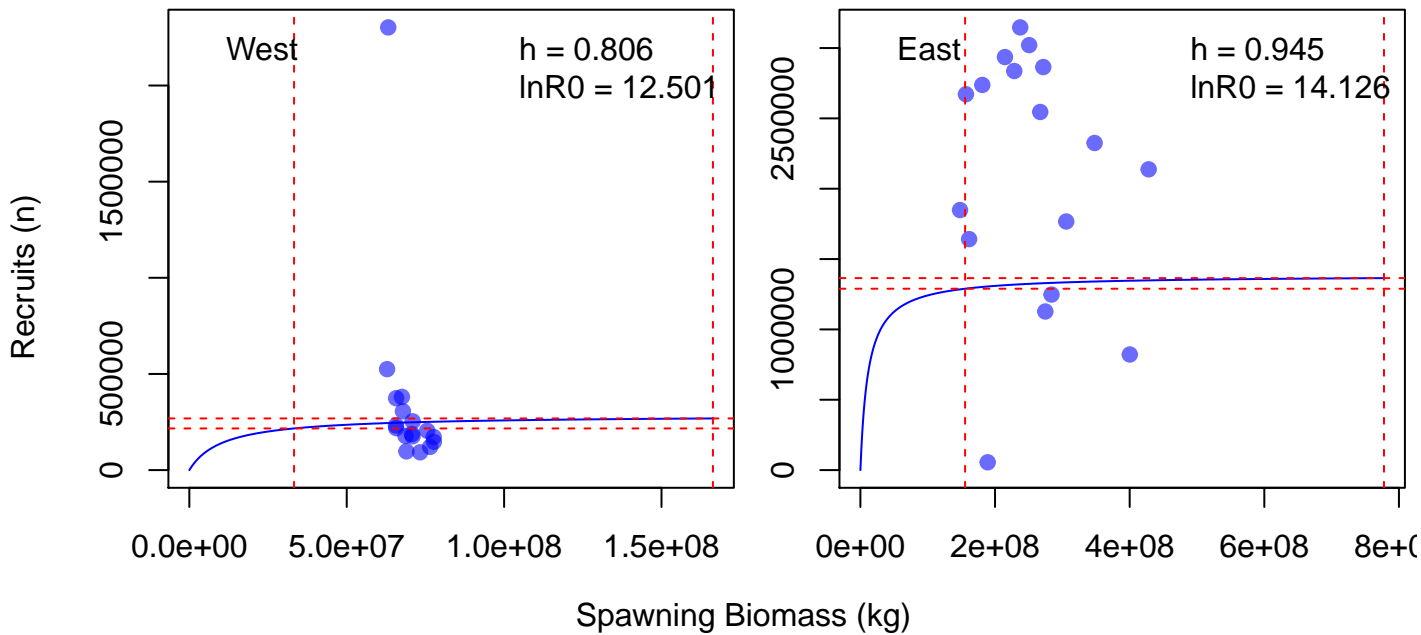 West
h = 0.806
lnR0 = 12.501
East
h = 0.945
lnR0 = 14.126
Recruits (n)
1500000
500000
0
2500000
1000000
0
0.0e+00 5.0e+07 1.0e+08 1.5e+08
0e+00 2e+08 4e+08 6e+08 8e+0
Spawning Biomass (kg)